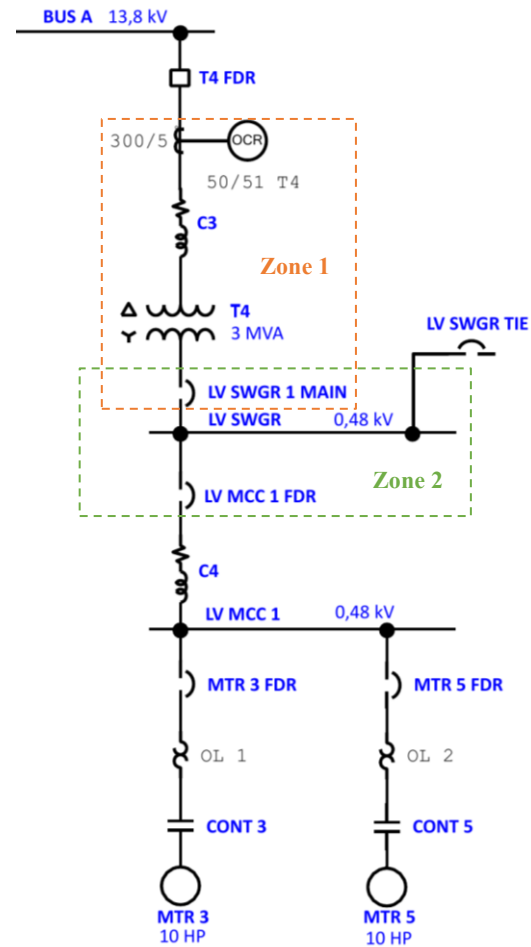 BUS A 13,8 kV
T4 FDR
300/5
OCR
50/51 T4
C3
Zone 1
T4
3 MVA
LV SWGR TIE
LV SWGR 1 MAIN
LV SWGR 0,48 kV
Zone 2
LV MCC 1 FDR
C4
LV MCC 1 0,48 kV
MTR 3 FDR
MTR 5 FDR
OL 1
OL 2
CONT 3
CONT 5
MTR 3
10 HP
MTR 5
10 HP